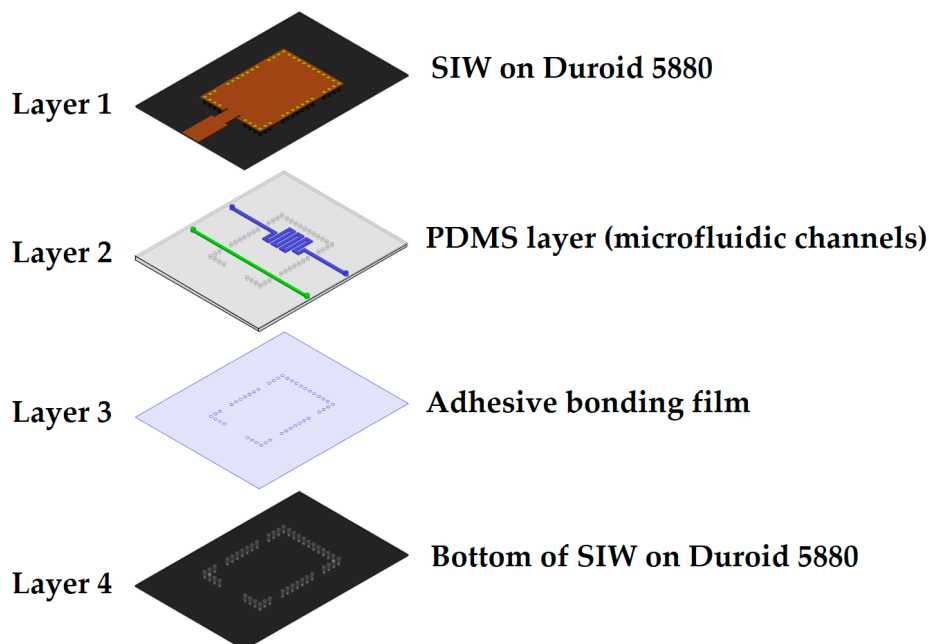 SIW on Duroid 5880
Layer 1
PDMS layer (microfluidic channels)
Layer 2
Adhesive bonding film
Layer 3
Bottom of SIW on Duroid 5880
Layer 4